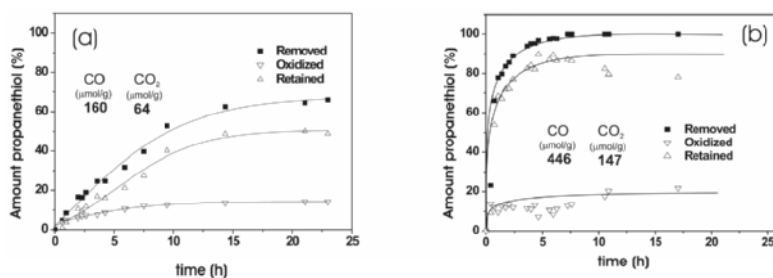 (a)
Amount propanethiol (%)
100
80
60
40
20
0
CO
(μmol/g)
160
CO₂
(μmol/g)
64
Removed
Oxidized
Retained
0 5 10 15 20 25
time (h)
(b)
Amount propanethiol (%)
100
80
60
40
20
0
CO
(μmol/g)
446
CO₂
(μmol/g)
147
Removed
Oxidized
Retained
0 5 10 15 20 25
time (h)